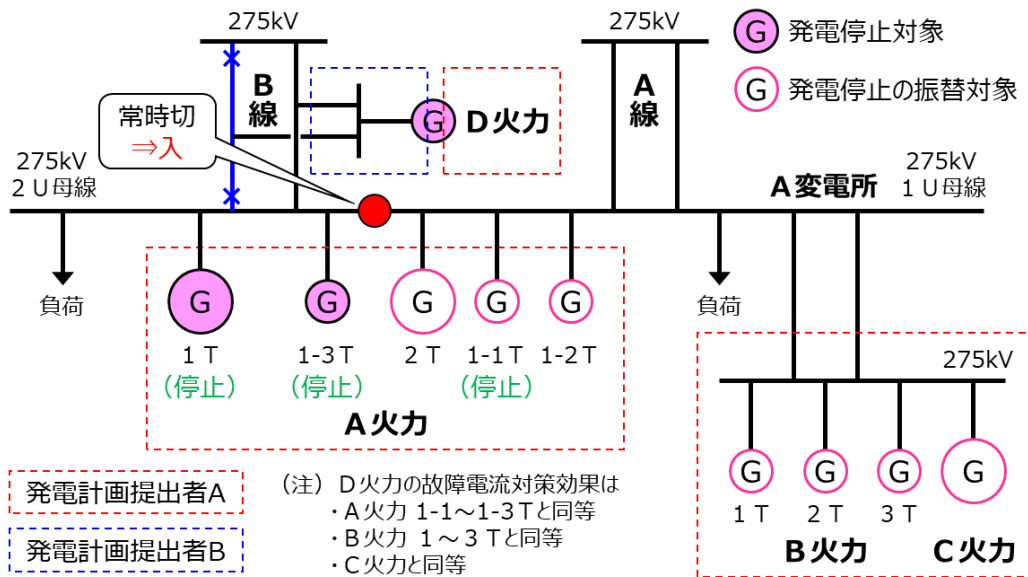 275kV
275kV
G 発電停止対象
G 発電停止の振替対象
B線
A線
常時切
⇒入
G
D火力
275kV
2U母線
A変電所
275kV
1U母線
負荷
G
G
G
G
G
負荷
1T
1-3T
2T
1-1T
1-2T
(停止)
(停止)
(停止)
A火力
275kV
G
G
G
G
1T
2T
3T
B火力
C火力
発電計画提出者A
発電計画提出者B
(注)D火力の故障電流対策効果は
・A火力 1-1~1-3Tと同等
・B火力 1~3Tと同等
・C火力と同等